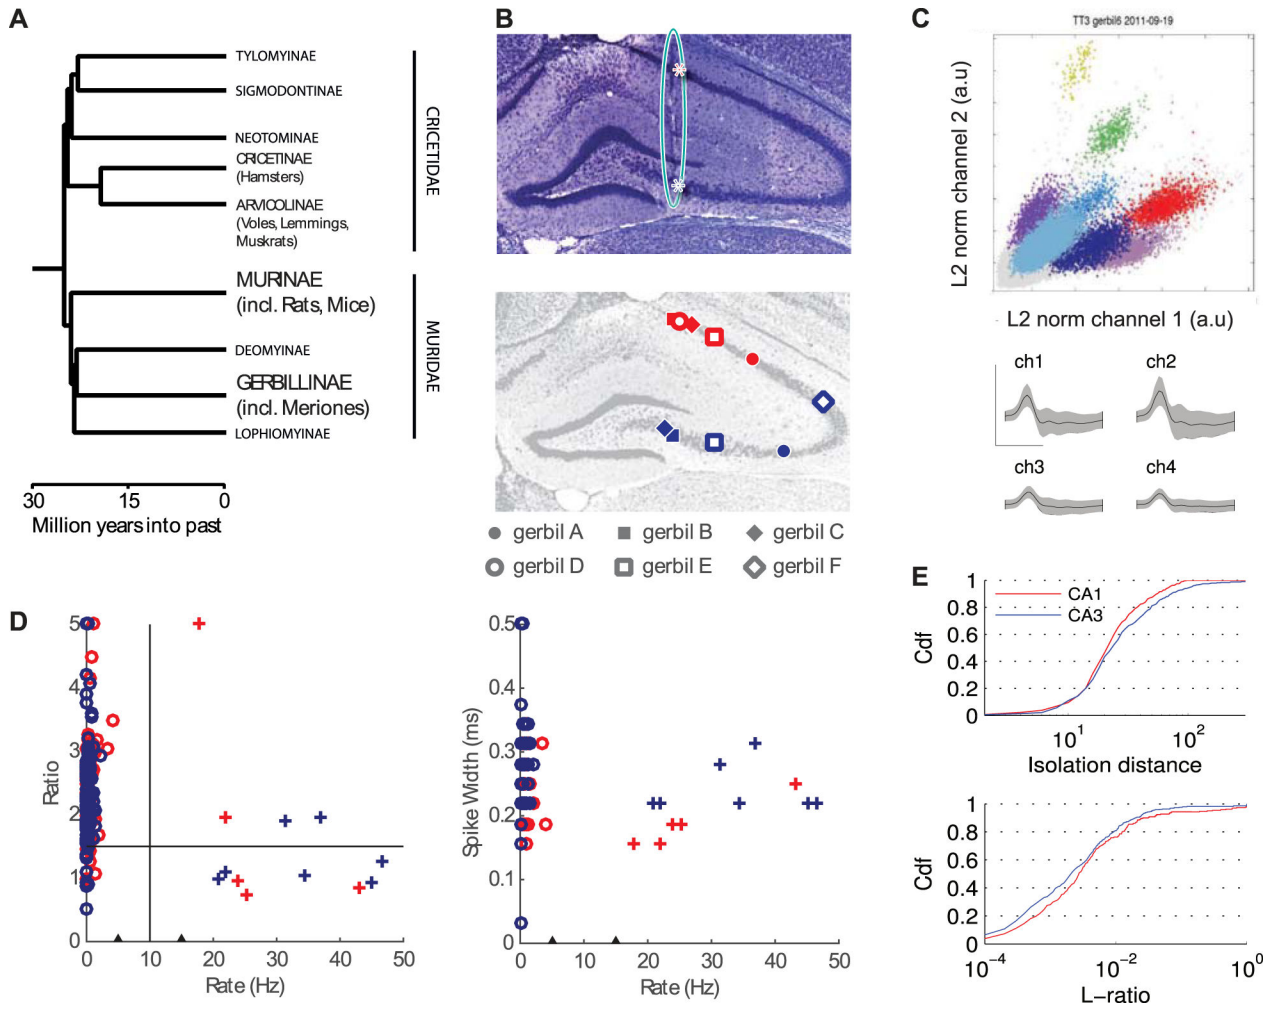 A
TYLOMYINAE
SIGMODONTINAE
NEOTOMINAE
CRICETINAE
(Hamsters)
ARVICOLINAE
(Voles, Lemmings,
Muskrats)
CRICETIDAE
MURINAE
(incl. Rats, Mice)
DEOMYINAE
GERBILLINAE
(incl. Meriones)
LOPHIOMYINAE
MURIDAE
30 15 0
Million years into past
B
gerbil A gerbil B gerbil C
gerbil D gerbil E gerbil F
C
TT3 gerbil6 2011-09-19
L2 norm channel 2 (a.u)
L2 norm channel 1 (a.u)
ch1 ch2
ch3 ch4
D
5
4
3
2
1
0
Ratio
0 10 20 30 40 50
Rate (Hz)
0.5
0.4
0.3
0.2
0.1
0
Spike Width (ms)
0 10 20 30 40 50
Rate (Hz)
E
1
0.8
0.6
0.4
0.2
0
Cdf
CA1
CA3
10¹ 10²
Isolation distance
1
0.8
0.6
0.4
0.2
0
Cdf
10⁻⁴ 10⁻² 10⁰
L−ratio